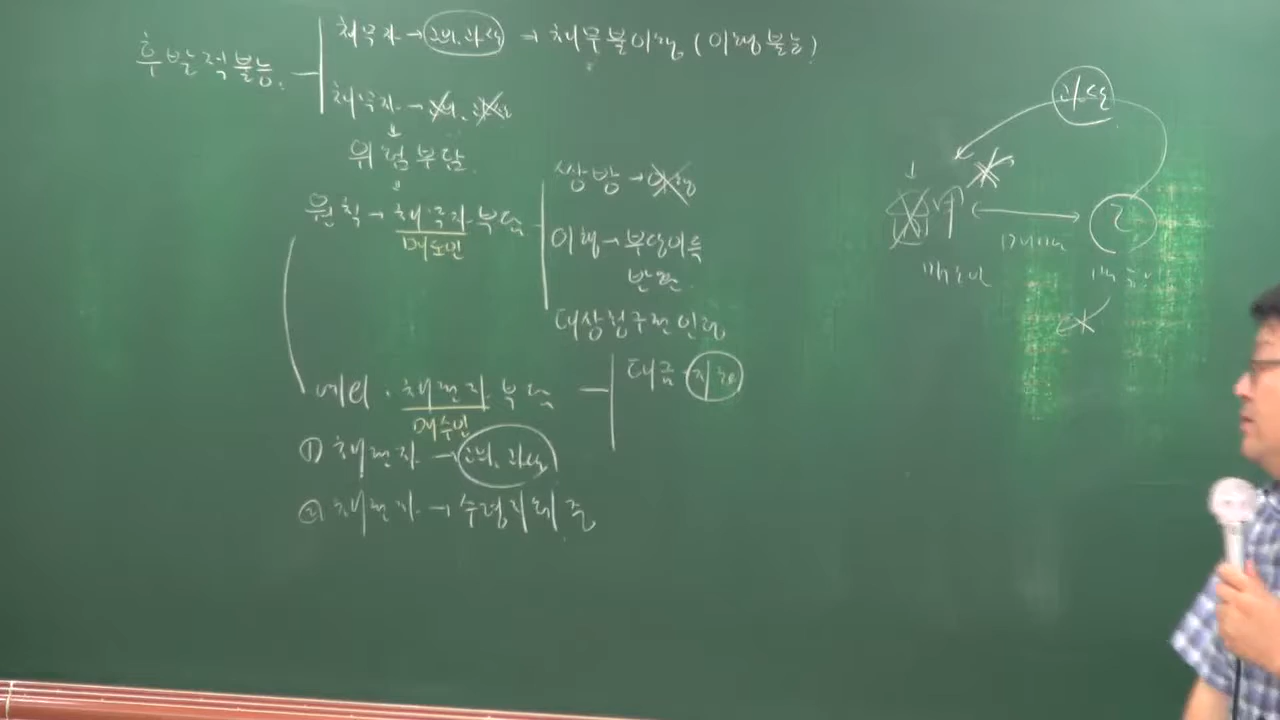 후발적불능.
채무자→고의, 과실 → 채무불이행 (이행불능)
채무자→고의, 과실
↓
위험부담
↓
원칙→채무자부담
매도인
쌍방→이행
이행→부당이득
반환.
대상청구권인정
예외. 채권자부담
매수인
대금 지급
① 채권자→고의, 과실
② 채권자→수령지체 중
과실
甲 ↔ 乙
매매
매도인
매수인